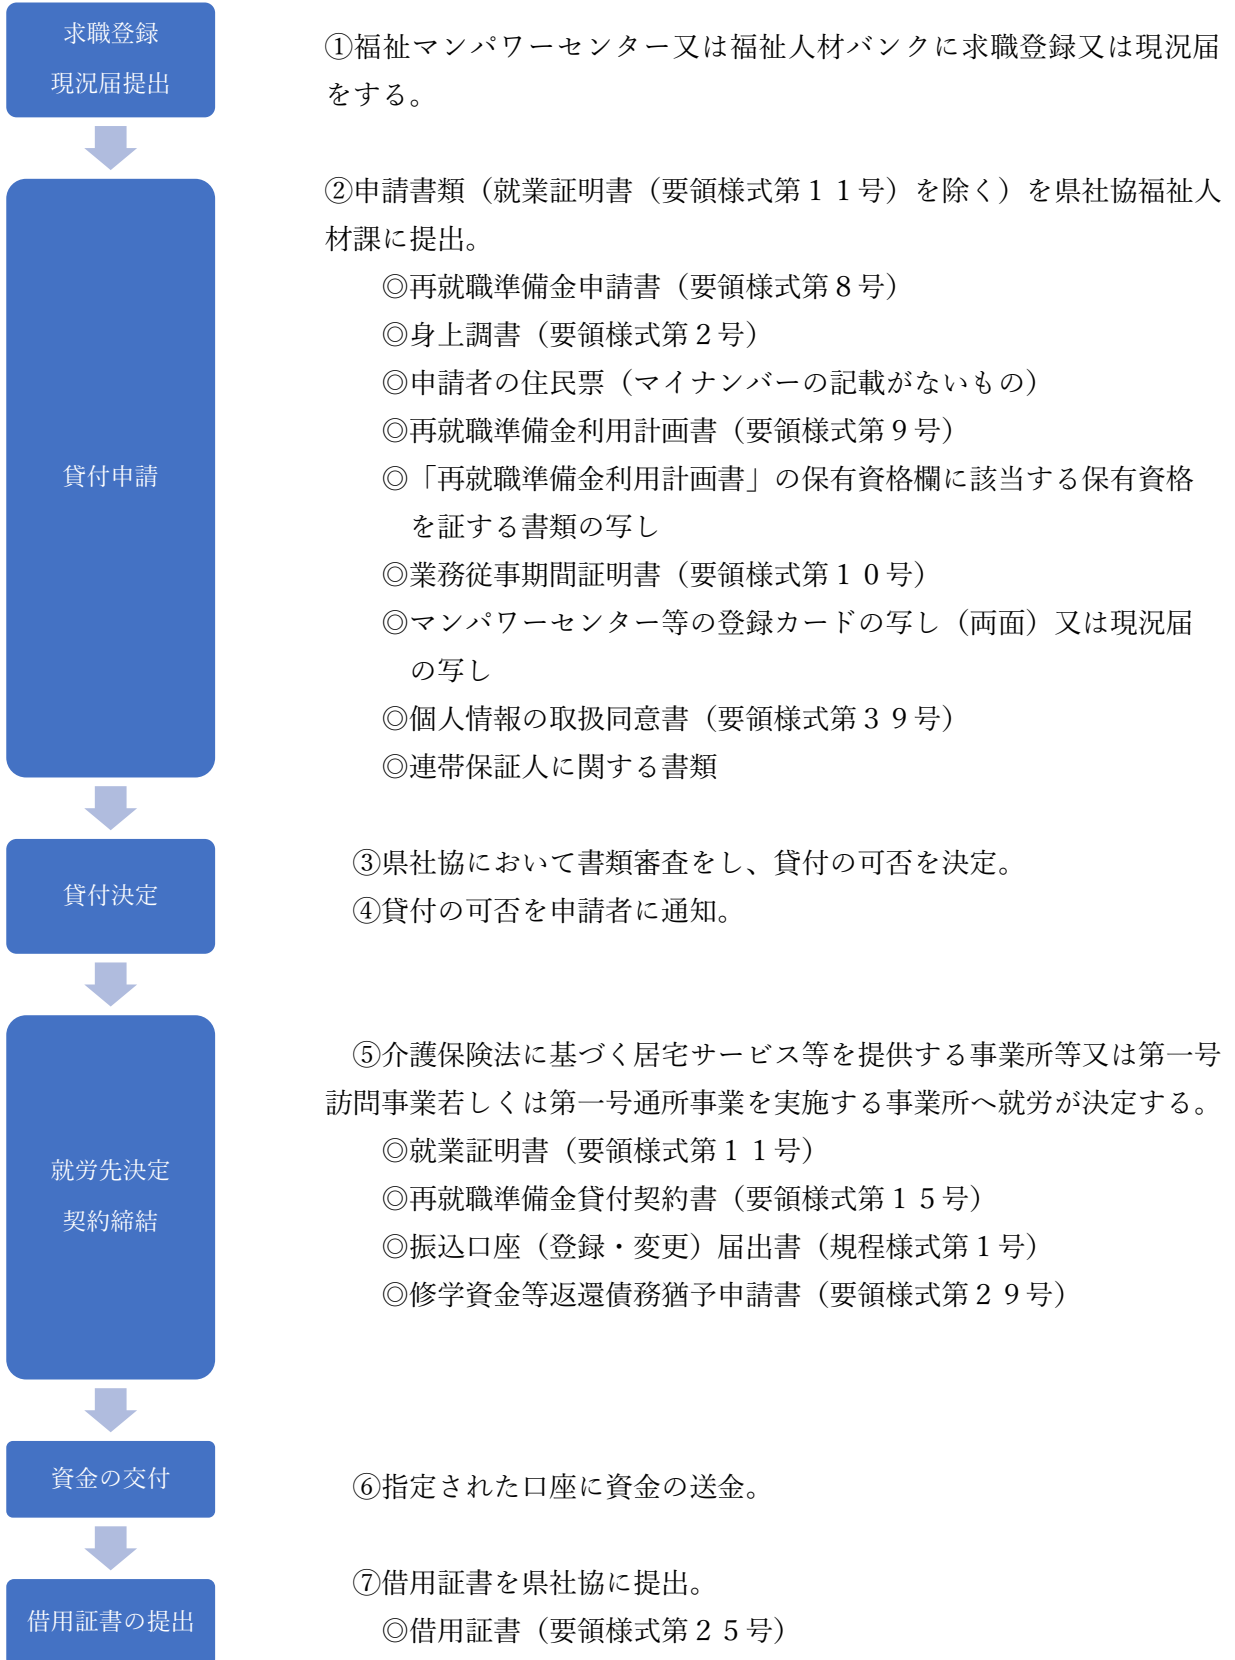 求職登録
現況届提出
①福祉マンパワーセンター又は福祉人材バンクに求職登録又は現況届
をする。
②申請書類（就業証明書（要領様式第１１号）を除く）を県社協福祉人
材課に提出。
◎再就職準備金申請書（要領様式第８号）
◎身上調書（要領様式第２号）
◎申請者の住民票（マイナンバーの記載がないもの）
◎再就職準備金利用計画書（要領様式第９号）
貸付申請
◎「再就職準備金利用計画書」の保有資格欄に該当する保有資格
を証する書類の写し
◎業務従事期間証明書（要領様式第１０号）
◎マンパワーセンター等の登録カードの写し（両面）又は現況届
の写し
◎個人情報の取扱同意書（要領様式第３９号）
◎連帯保証人に関する書類
貸付決定
③県社協において書類審査をし、貸付の可否を決定。
④貸付の可否を申請者に通知。
⑤介護保険法に基づく居宅サービス等を提供する事業所等又は第一号
訪問事業若しくは第一号通所事業を実施する事業所へ就労が決定する。
就労先決定
契約締結
◎就業証明書（要領様式第１１号）
◎再就職準備金貸付契約書（要領様式第１５号）
◎振込口座（登録・変更）届出書（規程様式第１号）
◎修学資金等返還債務猶予申請書（要領様式第２９号）
資金の交付
⑥指定された口座に資金の送金。
借用証書の提出
⑦借用証書を県社協に提出。
◎借用証書（要領様式第２５号）